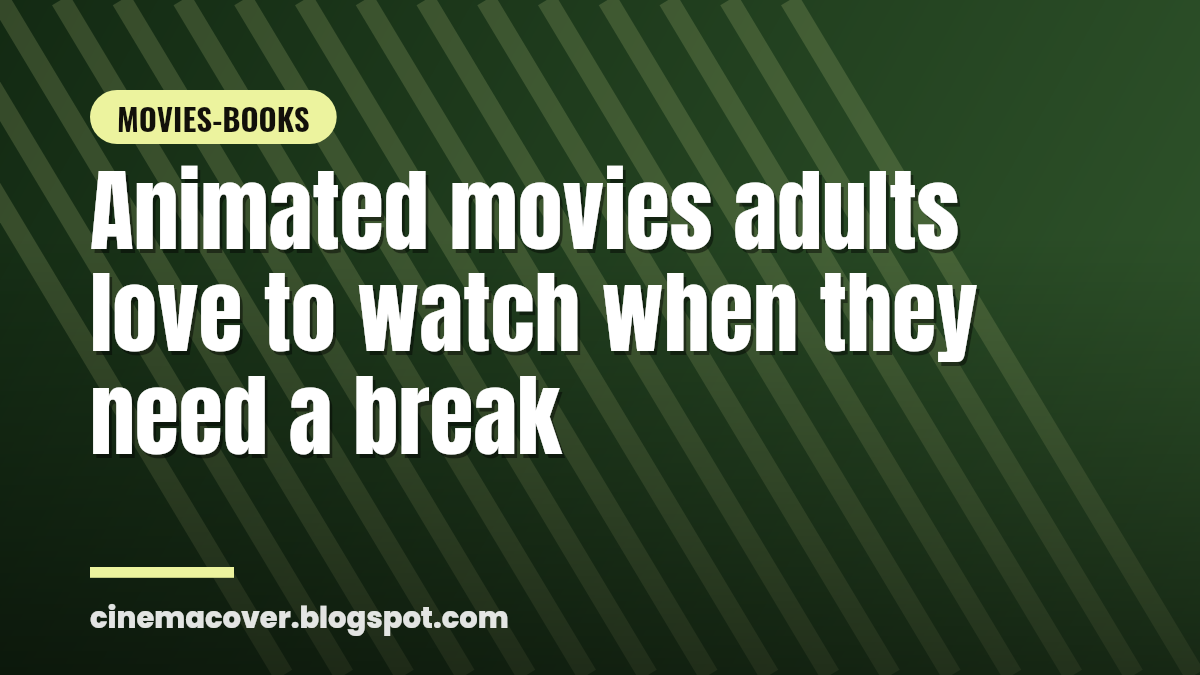 MOVIES-BOOKS
Animated movies adults
love to watch when they
need a break
cinemacover.blogspot.com